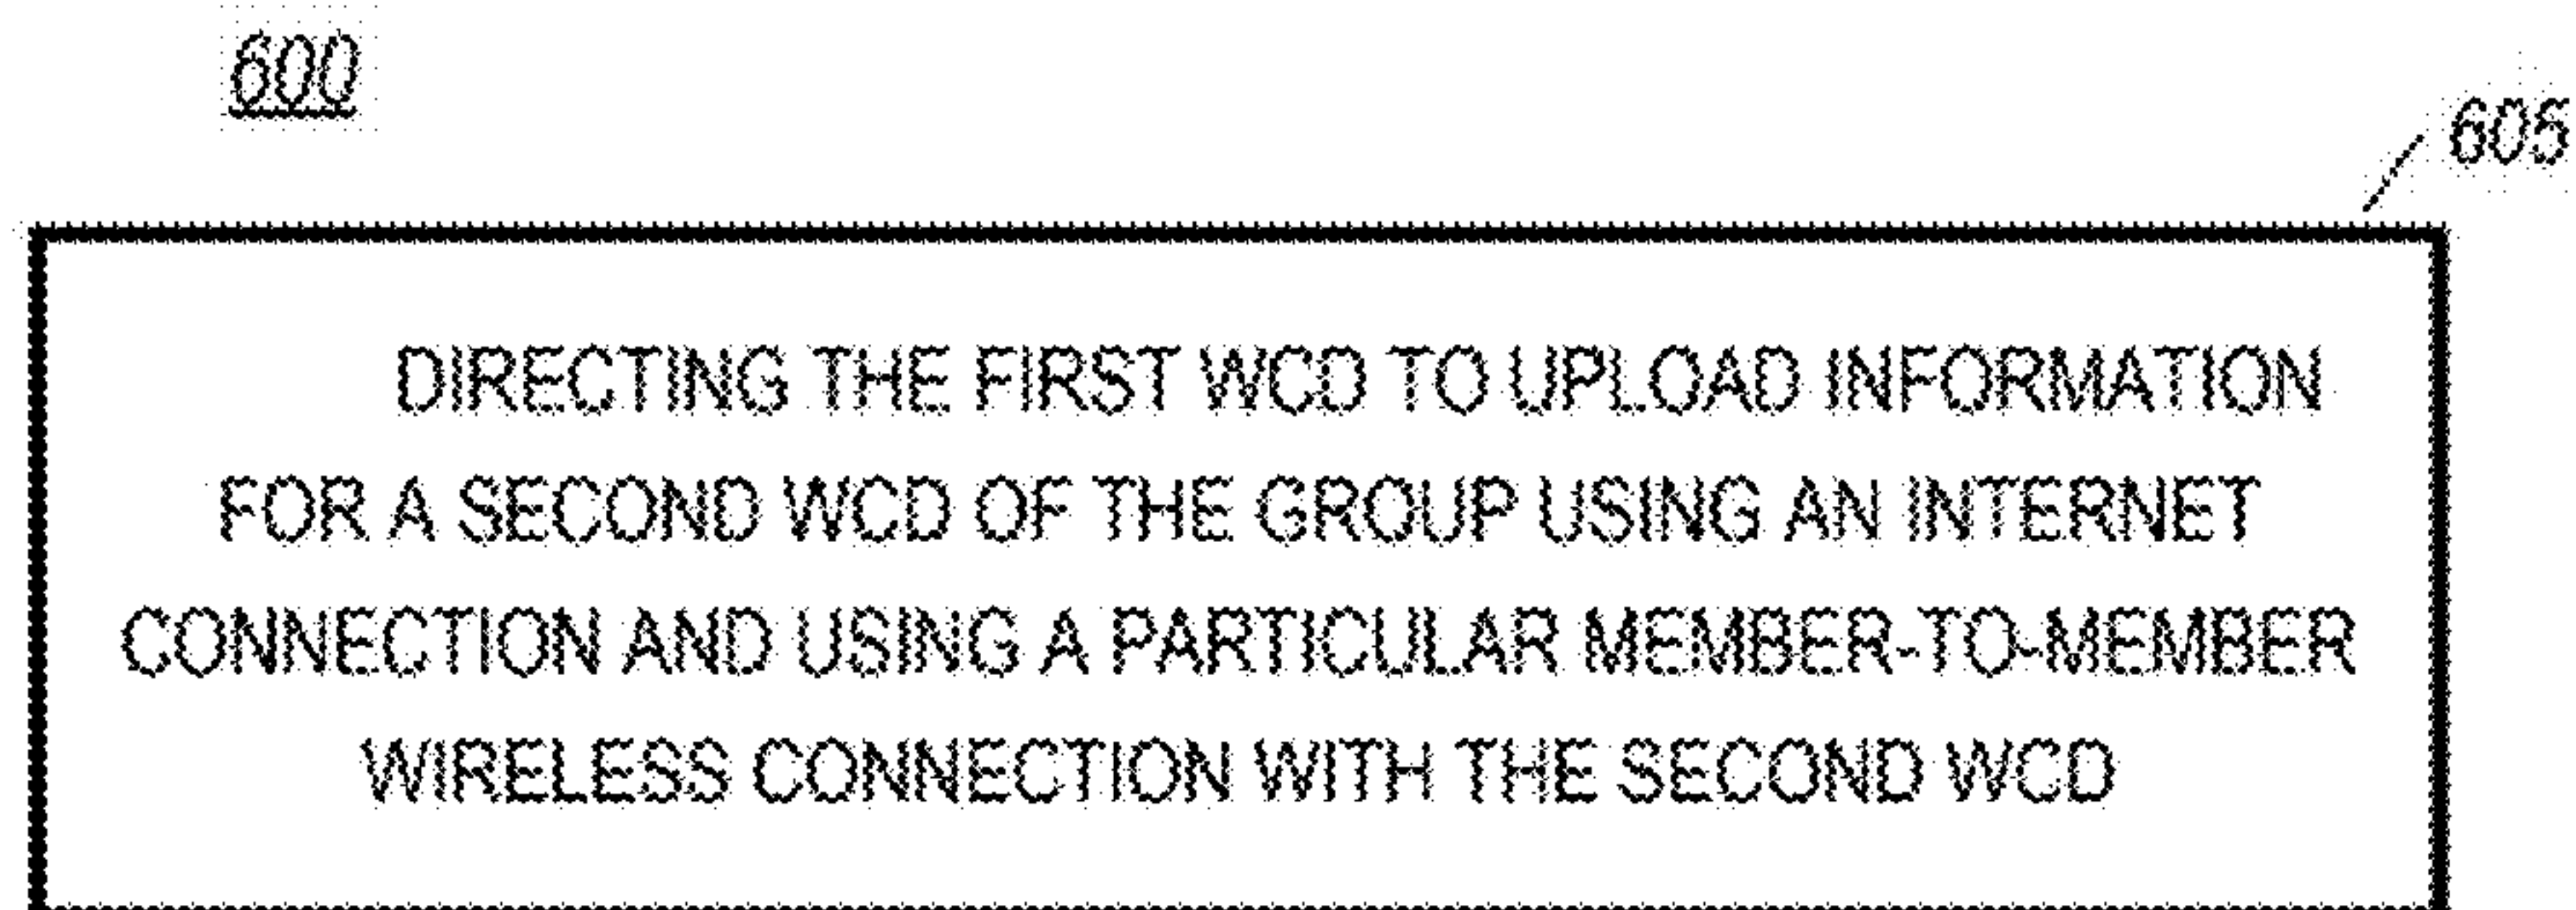 600
605
DIRECTING THE FIRST WCD TO UPLOAD INFORMATION
FOR A SECOND WCD OF THE GROUP USING AN INTERNET
CONNECTION AND USING A PARTICULAR MEMBER-TO-MEMBER
WIRELESS CONNECTION WITH THE SECOND WCD